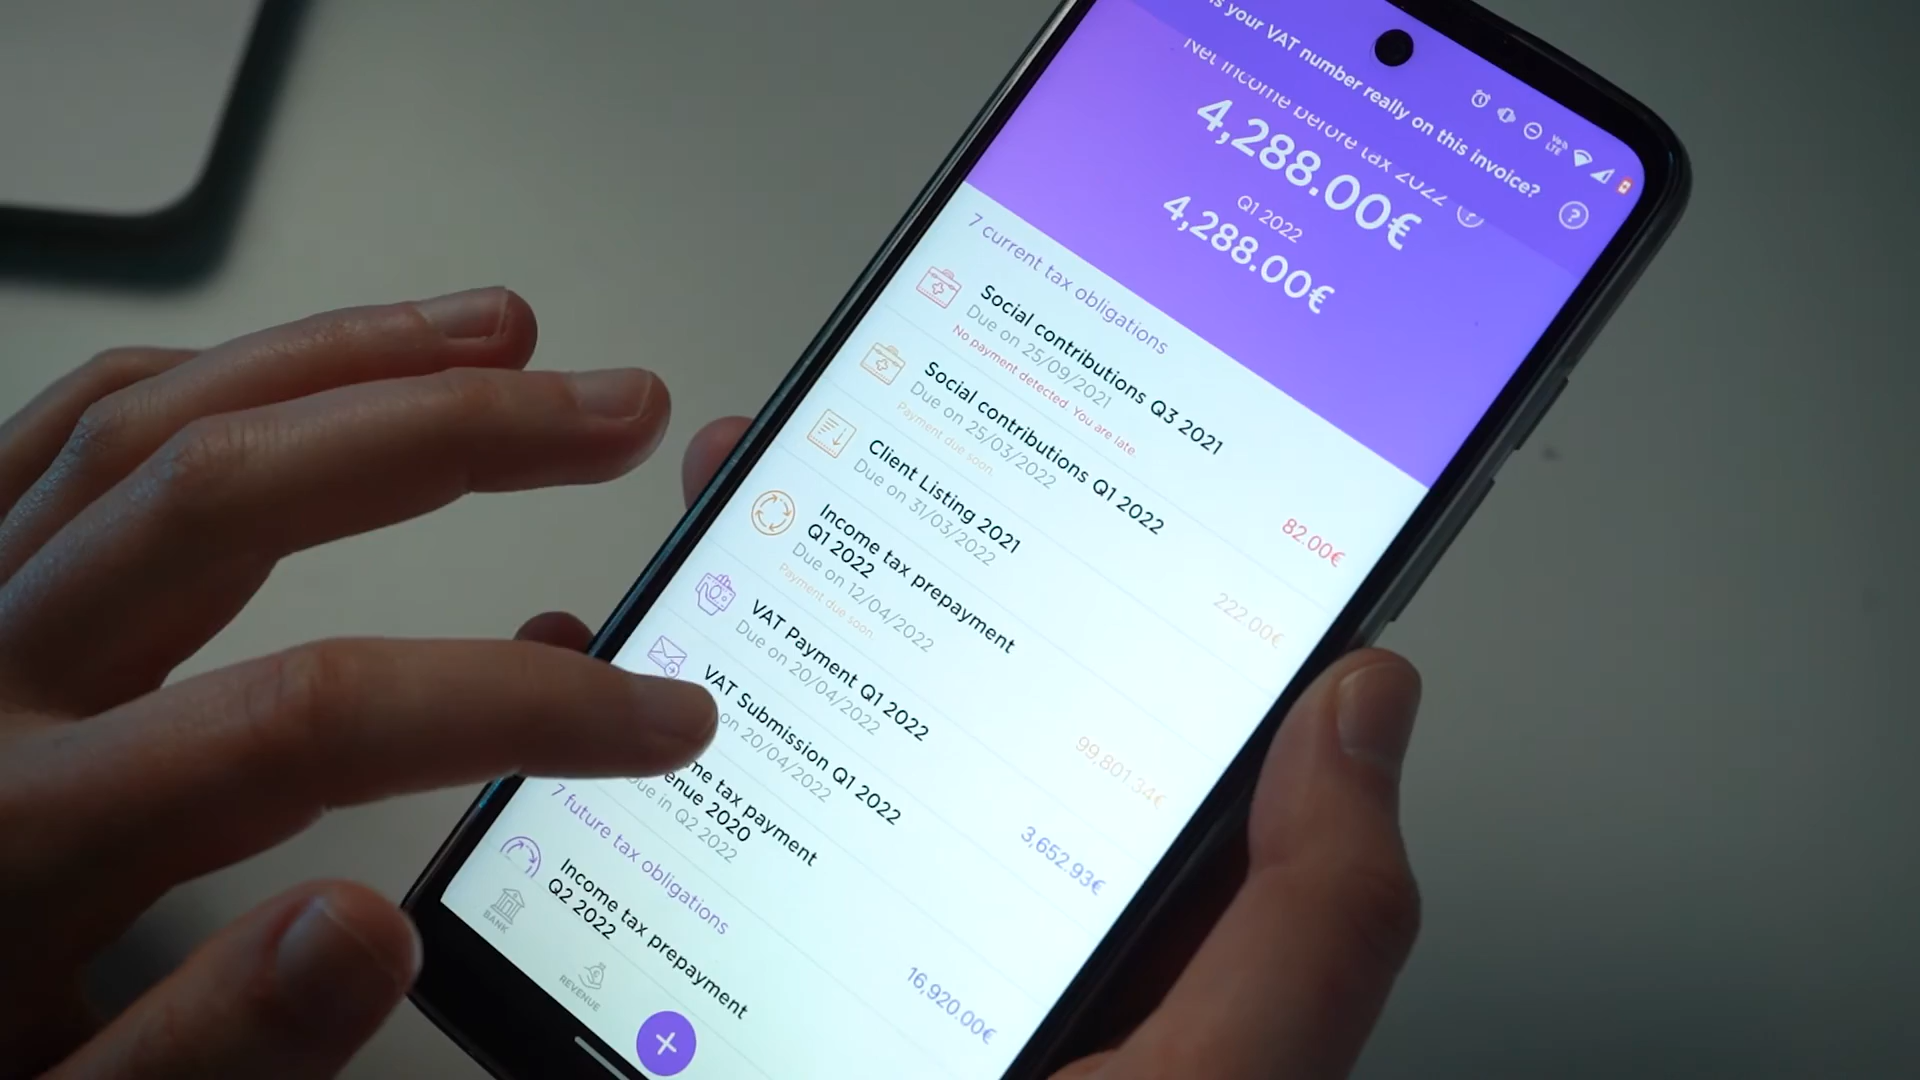 is your VAT number really on this invoice?
Net income before tax 2022
4,288.00€
Q1 2022
4,288.00€
7 current tax obligations
Social contributions Q3 2021
Due on 25/09/2021
No payment detected. You are late.
82.00€
Social contributions Q1 2022
Due on 25/03/2022
Payment due soon.
222.00€
Client Listing 2021
Due on 31/03/2022
Income tax prepayment
Q1 2022
Due on 12/04/2022
Payment due soon.
99,801.34€
VAT Payment Q1 2022
Due on 20/04/2022
3,652.93€
VAT Submission Q1 2022
on 20/04/2022
me tax payment
enue 2020
Due in Q2 2022
16,920.00€
7 future tax obligations
Income tax prepayment
Q2 2022
BANK
REVENUE
+